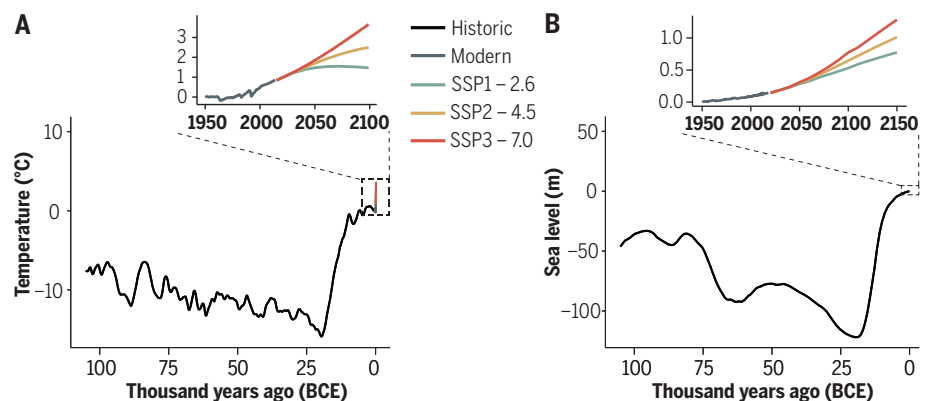 A
3
2
1
0
1950 2000 2050 2100
Historic
Modern
SSP1 – 2.6
SSP2 – 4.5
SSP3 – 7.0
Temperature (°C)
10
0
−10
100 75 50 25 0
Thousand years ago (BCE)
B
1.0
0.5
0.0
1950 2000 2050 2100 2150
Sea level (m)
50
0
−50
−100
100 75 50 25 0
Thousand years ago (BCE)